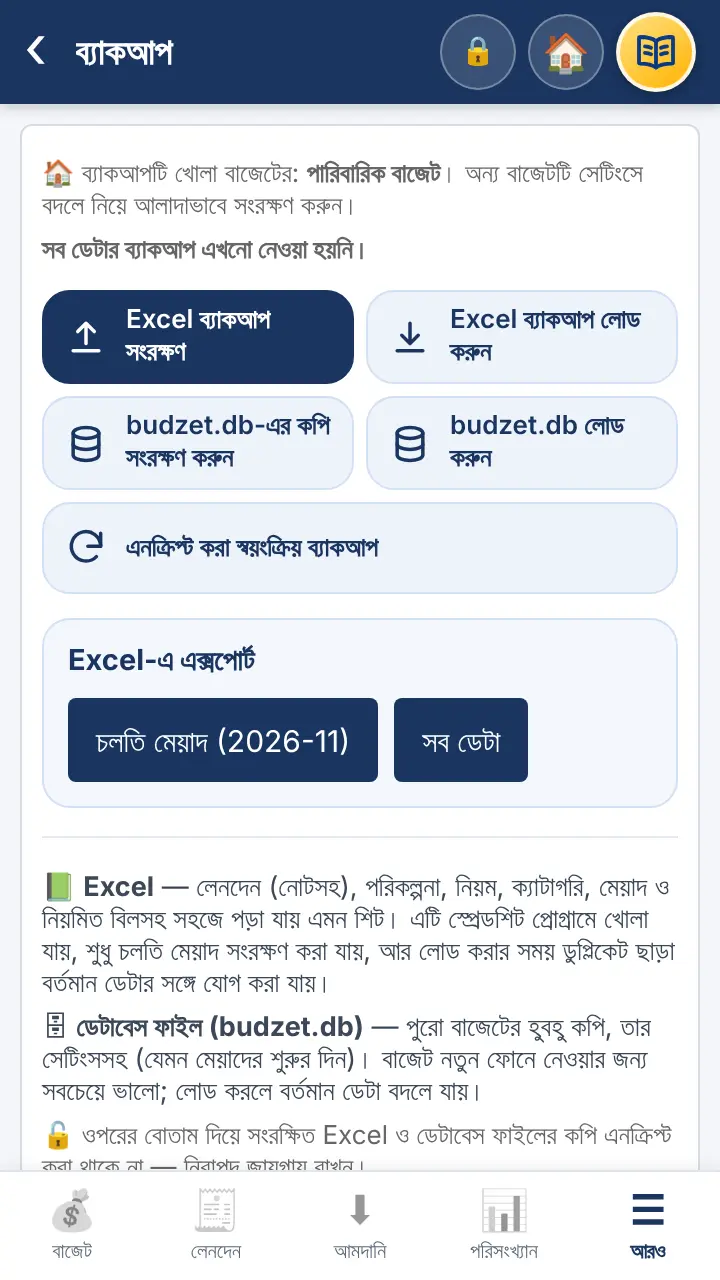 ব্যাকআপ
ব্যাকআপটি খোলা বাজেটের: পারিবারিক বাজেট। অন্য বাজেটটি সেটিংসে
বদলে নিয়ে আলাদাভাবে সংরক্ষণ করুন।
সব ডেটার ব্যাকআপ এখনো নেওয়া হয়নি।
Excel ব্যাকআপ
সংরক্ষণ
Excel ব্যাকআপ লোড
করুন
budzet.db-এর কপি
সংরক্ষণ করুন
budzet.db লোড
করুন
এনক্রিপ্ট করা স্বয়ংক্রিয় ব্যাকআপ
Excel-এ এক্সপোর্ট
চলতি মেয়াদ (2026-11)
সব ডেটা
Excel — লেনদেন (নোটসহ), পরিকল্পনা, নিয়ম, ক্যাটাগরি, মেয়াদ ও
নিয়মিত বিলসহ সহজে পড়া যায় এমন শিট। এটি স্প্রেডশিট প্রোগ্রামে খোলা
যায়, শুধু চলতি মেয়াদ সংরক্ষণ করা যায়, আর লোড করার সময় ডুপ্লিকেট ছাড়া
বর্তমান ডেটার সঙ্গে যোগ করা যায়।
ডেটাবেস ফাইল (budzet.db) — পুরো বাজেটের হুবহু কপি, তার
সেটিংসসহ (যেমন মেয়াদের শুরুর দিন)। বাজেট নতুন ফোনে নেওয়ার জন্য
সবচেয়ে ভালো; লোড করলে বর্তমান ডেটা বদলে যায়।
ওপরের বোতাম দিয়ে সংরক্ষিত Excel ও ডেটাবেস ফাইলের কপি এনক্রিপ্ট
করা থাকে না — নিরাপদ জায়গায় রাখুন।
বাজেট
লেনদেন
আমদানি
পরিসংখ্যান
আরও